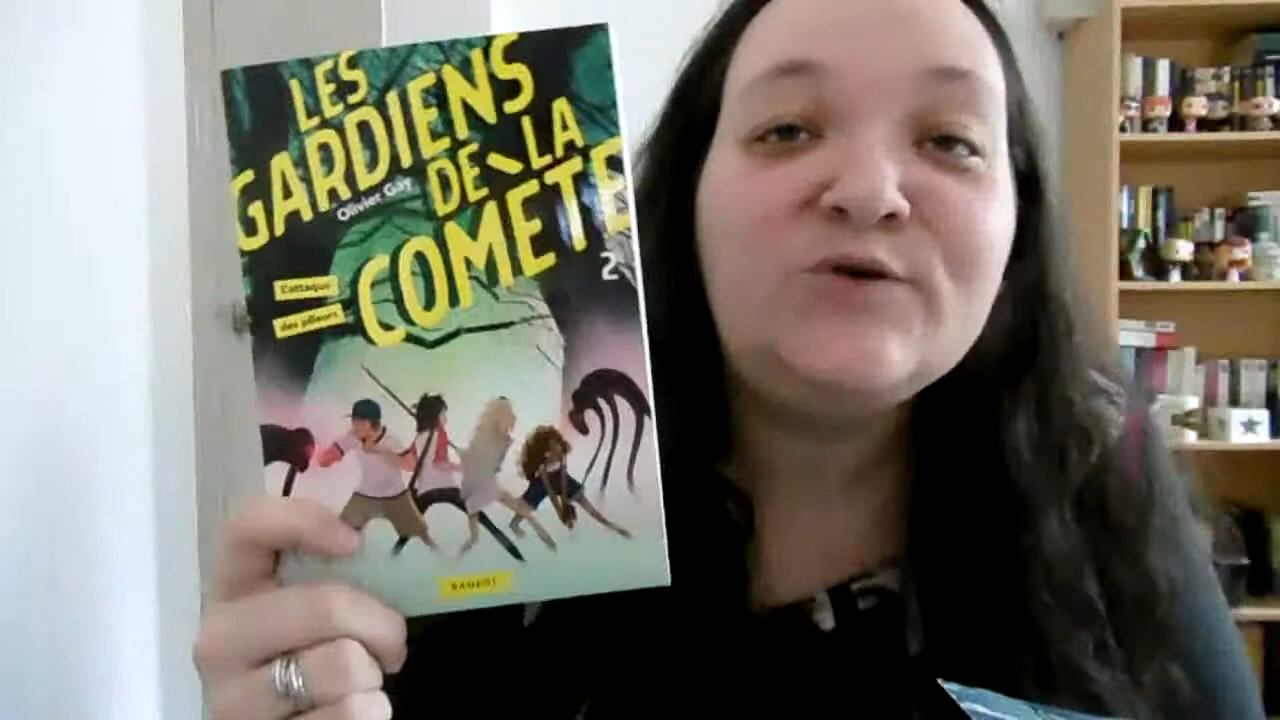 LES
GARDIENS
DE LA
COMÈTE
Olivier Gay
2
L'attaque
des pilleurs
RAGEOT